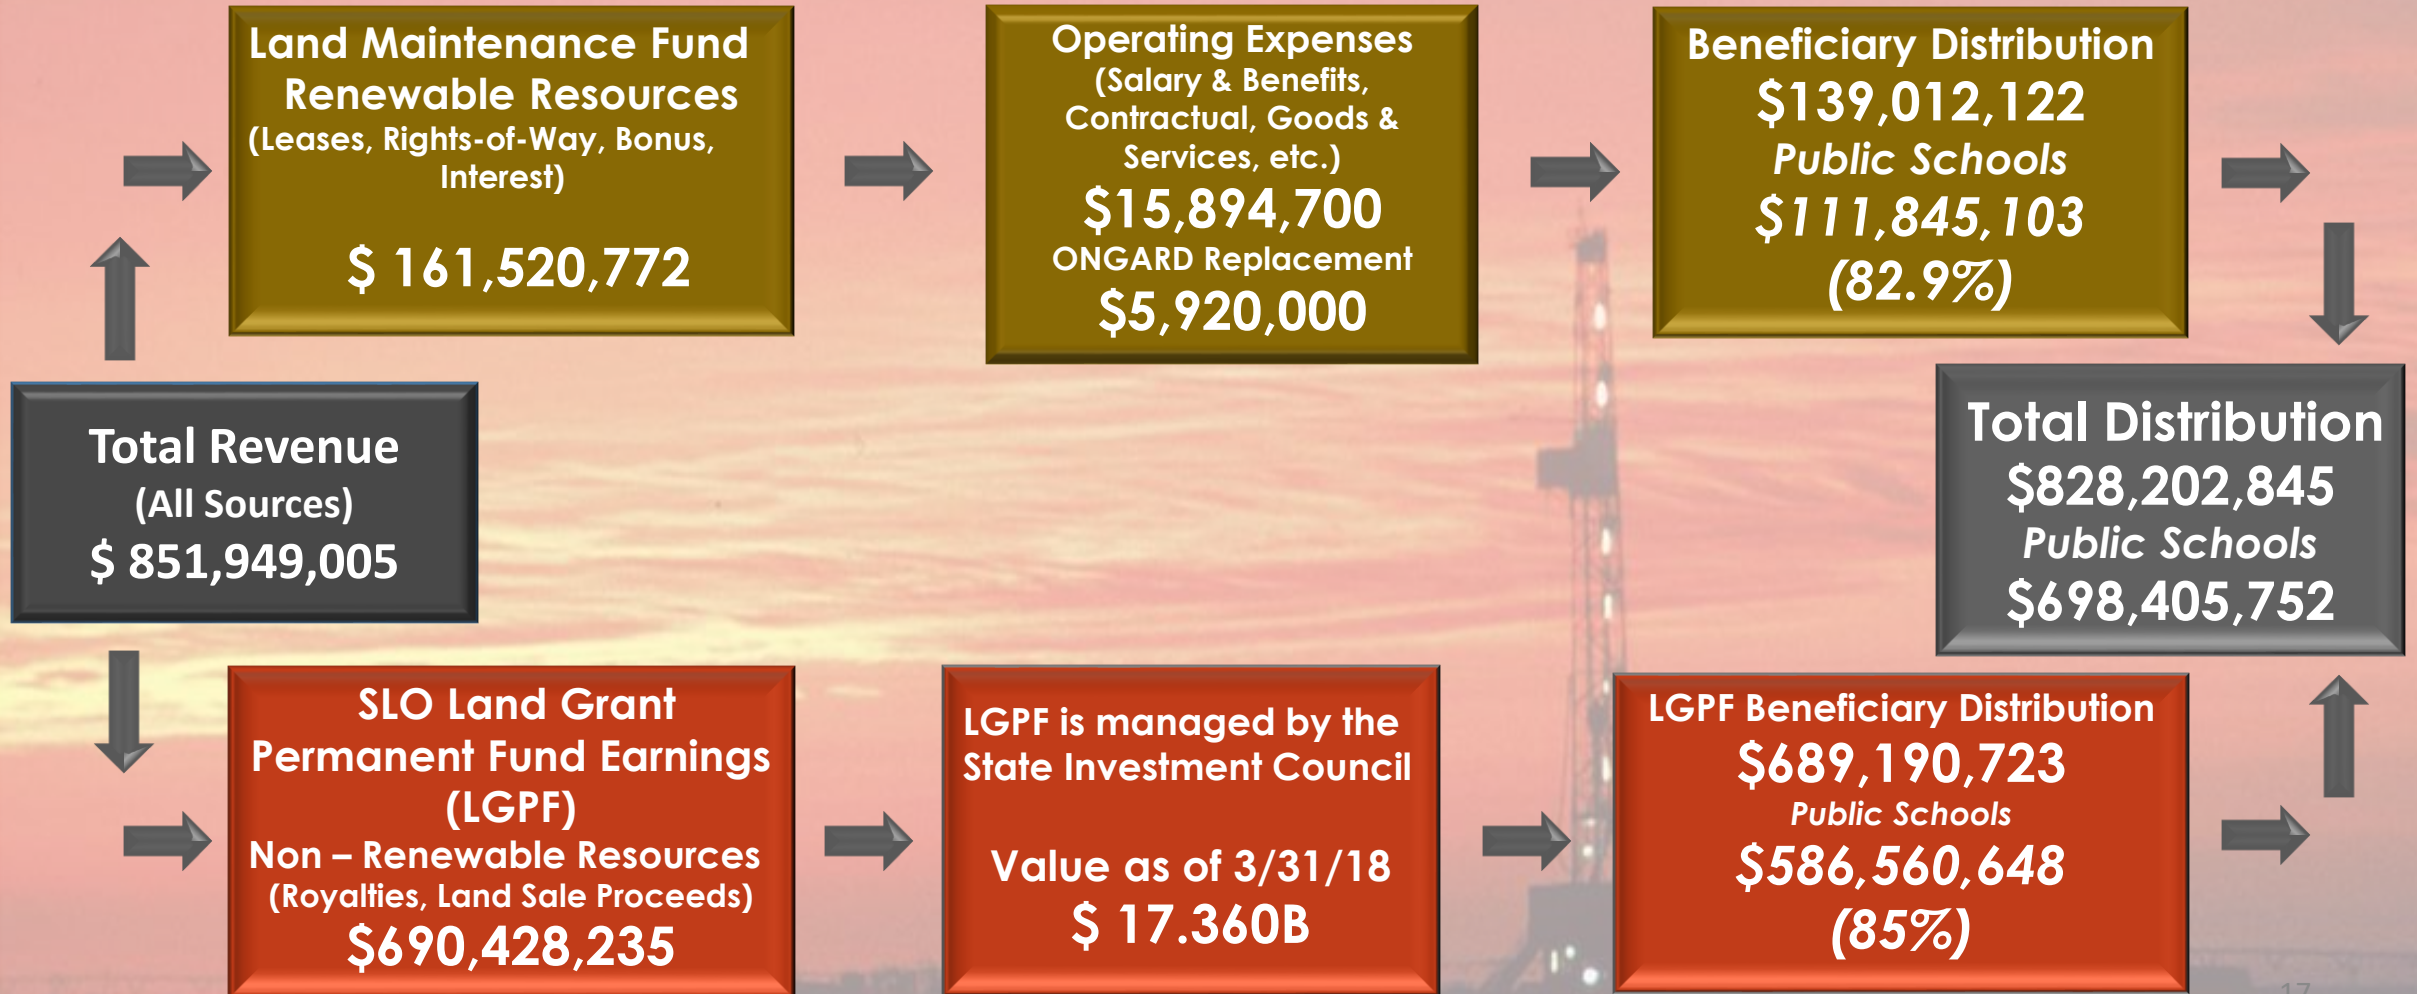 Land Maintenance Fund
Renewable Resources
(Leases, Rights-of-Way, Bonus,
Interest)
$ 161,520,772
Operating Expenses
(Salary & Benefits,
Contractual, Goods &
Services, etc.)
$15,894,700
ONGARD Replacement
$5,920,000
Beneficiary Distribution
$139,012,122
Public Schools
$111,845,103
(82.9%)
Total Revenue
(All Sources)
$ 851,949,005
Total Distribution
$828,202,845
Public Schools
$698,405,752
SLO Land Grant
Permanent Fund Earnings
(LGPF)
Non – Renewable Resources
(Royalties, Land Sale Proceeds)
$690,428,235
LGPF is managed by the
State Investment Council
Value as of 3/31/18
$ 17.360B
LGPF Beneficiary Distribution
$689,190,723
Public Schools
$586,560,648
(85%)
17